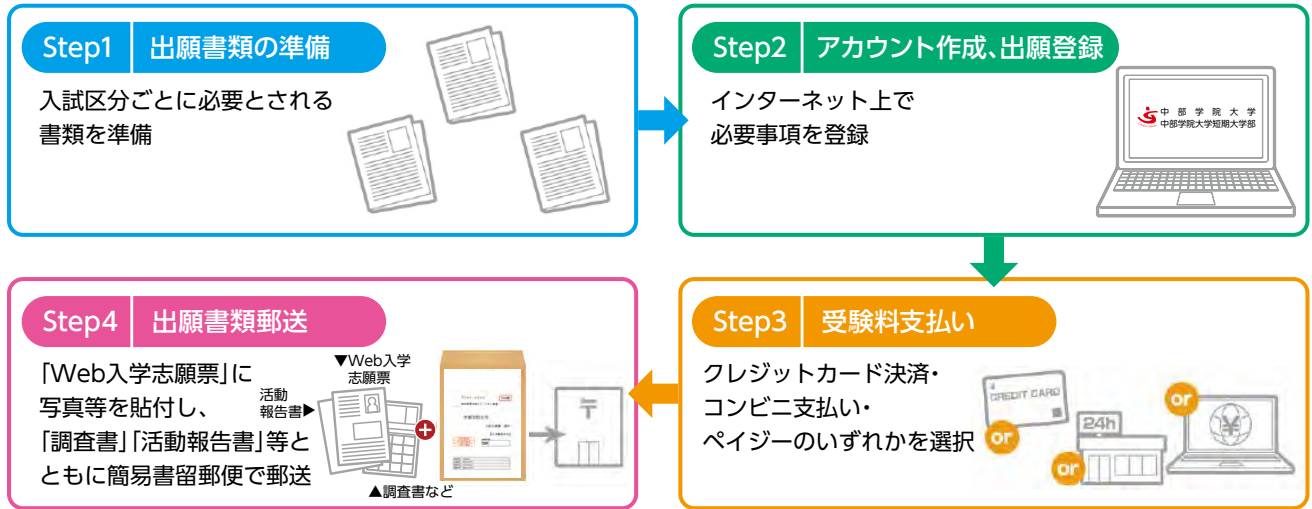 Step1 出願書類の準備
入試区分ごとに必要とされる
書類を準備
Step2 アカウント作成、出願登録
インターネット上で
必要事項を登録
中部学院大学
中部学院大学短期大学部
Step3 受験料支払い
クレジットカード決済・
コンビニ支払い・
ペイジーのいずれかを選択
CREDIT CARD
or
24h
or
or
Step4 出願書類郵送
「Web入学志願票」に
写真等を貼付し、
「調査書」「活動報告書」等と
ともに簡易書留郵便で郵送
▼Web入学
志願票
活動
報告書▶
▲調査書など